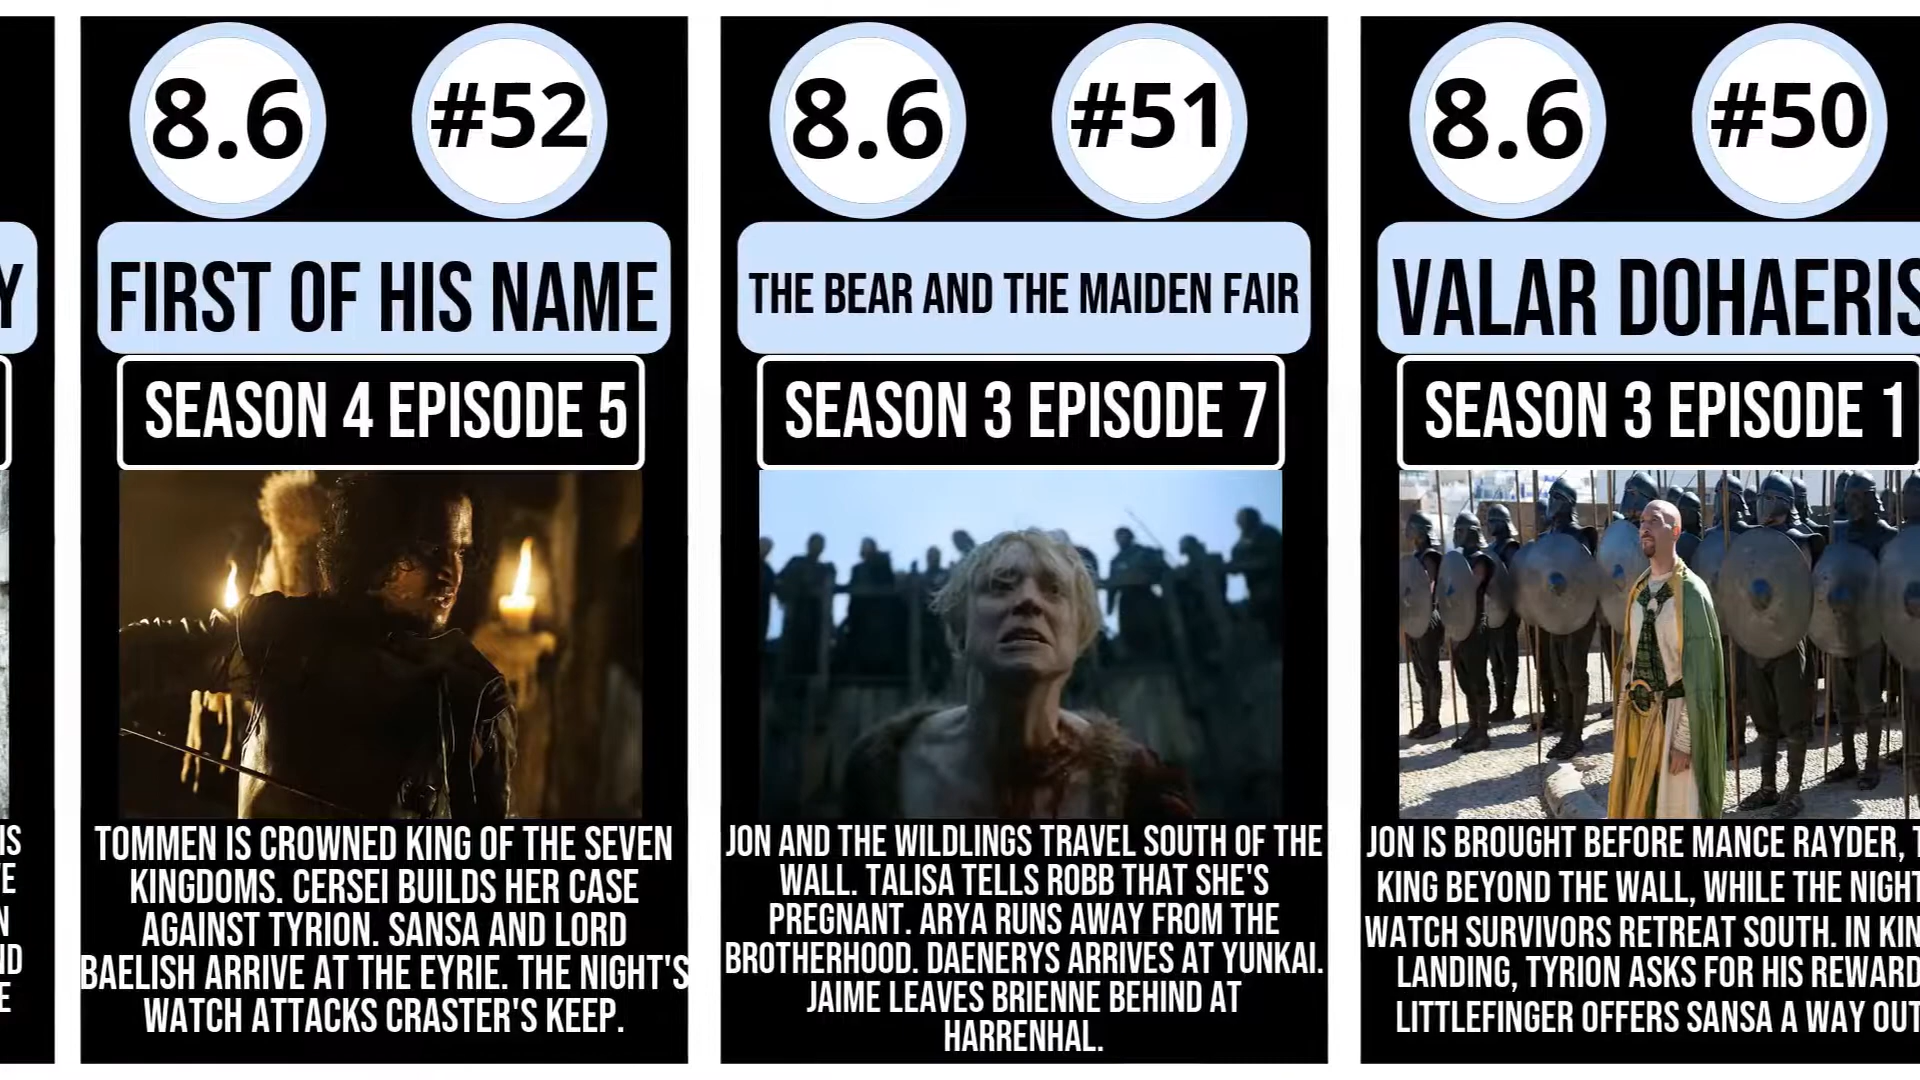 Y
IS
E
N
ND
E
8.6
#52
FIRST OF HIS NAME
SEASON 4 EPISODE 5
TOMMEN IS CROWNED KING OF THE SEVEN
KINGDOMS. CERSEI BUILDS HER CASE
AGAINST TYRION. SANSA AND LORD
BAELISH ARRIVE AT THE EYRIE. THE NIGHT'S
WATCH ATTACKS CRASTER'S KEEP.
8.6
#51
THE BEAR AND THE MAIDEN FAIR
SEASON 3 EPISODE 7
JON AND THE WILDLINGS TRAVEL SOUTH OF THE
WALL. TALISA TELLS ROBB THAT SHE'S
PREGNANT. ARYA RUNS AWAY FROM THE
BROTHERHOOD. DAENERYS ARRIVES AT YUNKAI.
JAIME LEAVES BRIENNE BEHIND AT
HARRENHAL.
8.6
#50
VALAR DOHAERIS
SEASON 3 EPISODE 1
JON IS BROUGHT BEFORE MANCE RAYDER, T
KING BEYOND THE WALL, WHILE THE NIGHT
WATCH SURVIVORS RETREAT SOUTH. IN KIN
LANDING, TYRION ASKS FOR HIS REWARD
LITTLEFINGER OFFERS SANSA A WAY OUT